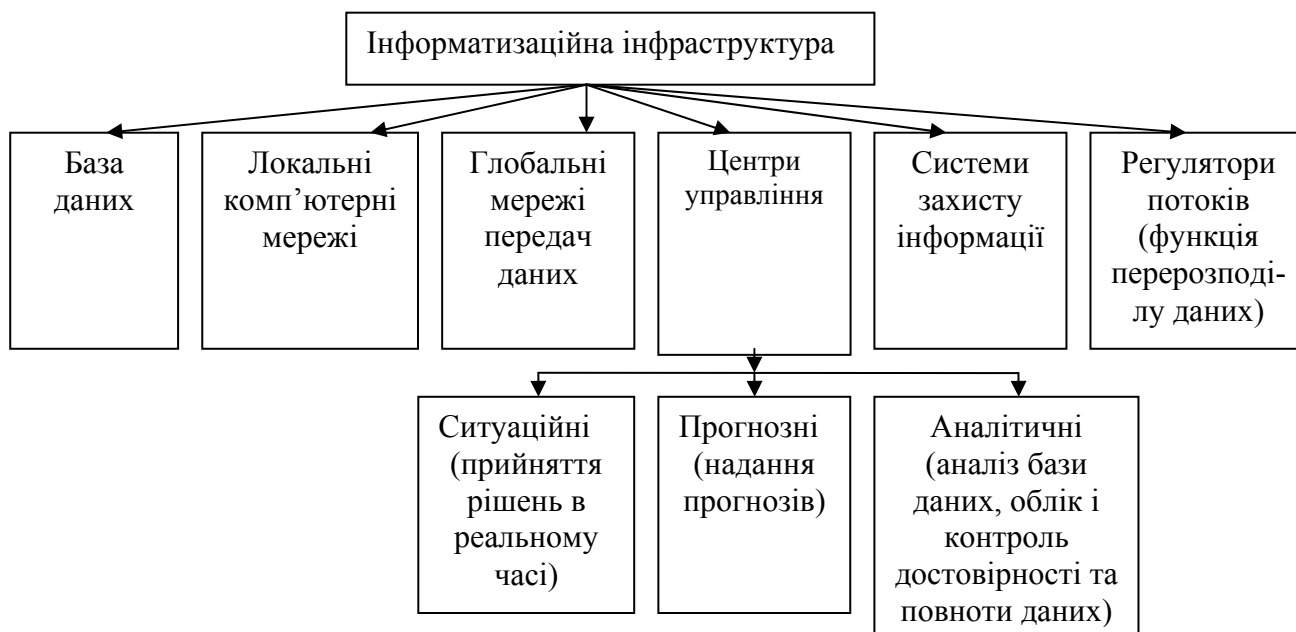 Інформатизаційна інфраструктура
База
даних
Локальні
комп’ютерні
мережі
Глобальні
мережі
передач
даних
Центри
управління
Системи
захисту
інформації
Регулятори
потоків
(функція
перерозподі-
лу даних)
Ситуаційні
(прийняття
рішень в
реальному
часі)
Прогнозні
(надання
прогнозів)
Аналітичні
(аналіз бази
даних, облік і
контроль
достовірності та
повноти даних)